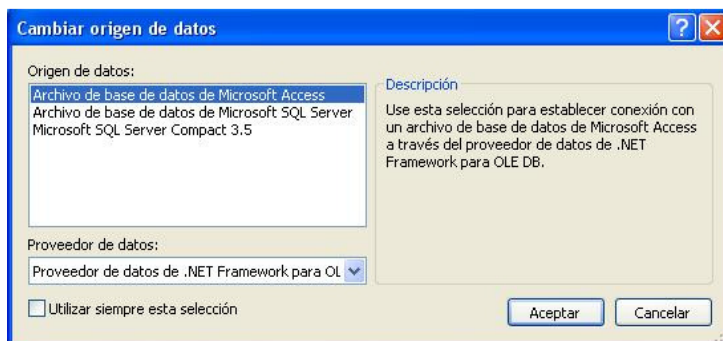 Cambiar origen de datos
Origen de datos:
Archivo de base de datos de Microsoft Access
Archivo de base de datos de Microsoft SQL Server
Microsoft SQL Server Compact 3.5
Descripción
Use esta selección para establecer conexión con
un archivo de base de datos de Microsoft Access
a través del proveedor de datos de .NET
Framework para OLE DB.
Proveedor de datos:
Proveedor de datos de .NET Framework para OL
Utilizar siempre esta selección
Aceptar
Cancelar